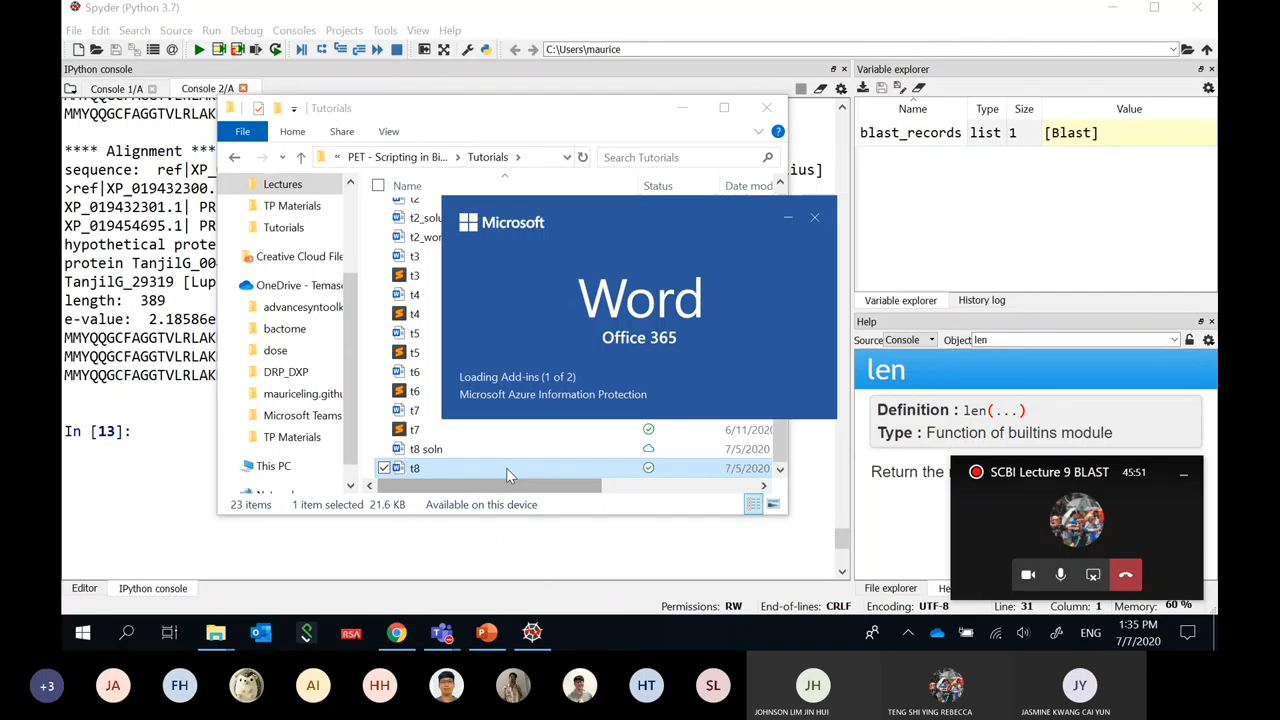 Spyder (Python 3.7)
File Edit Search Source Run Debug Consoles Projects Tools View Help
C:\Users\maurice
IPython console
Console 1/A Console 2/A
MMYQQGCFAGGTVLRLAK
**** Alignment ***
sequence: ref|XP_
>ref|XP_019432300.
XP_019432301.1| PR
XP_019454695.1| PR
hypothetical prote
protein TanjilG_00
TanjilG_29319 [Lup
length: 389
e-value: 2.18586e
MMYQQGCFAGGTVLRLAK
MMYQQGCFAGGTVLRLAK
MMYQQGCFAGGTVLRLAK
In [13]:
ius]
Tutorials
File Home Share View
« PET - Scripting in Bi... > Tutorials >
Search Tutorials
Lectures
TP Materials
Tutorials
Creative Cloud File
OneDrive - Temase
advancesyntoolk
bactome
dose
DRP_DXP
mauriceling.githu
Microsoft Teams
TP Materials
This PC
Name Status Date mod
t2
t2_solu
t2_wor
t3
t3
t4
t4
t5
t5
t6
t6
t7
t7 6/11/2020
t8 soln 7/5/2020
t8 7/5/2020
23 items 1 item selected 21.6 KB Available on this device
Microsoft
Word
Office 365
Loading Add-ins (1 of 2)
Microsoft Azure Information Protection
Variable explorer
Name Type Size Value
blast_records list 1 [Blast]
Variable explorer History log
Help
Source Console Object len
len
Definition : len(...)
Type : Function of builtins module
Return the
SCBI Lecture 9 BLAST 45:51
File explorer He
Editor IPython console
Permissions: RW End-of-lines: CRLF Encoding: UTF-8 Line: 31 Column: 1 Memory: 60 %
RSA
ENG
1:35 PM
7/7/2020
+3 JA FH AI HH HT SL JH JY
JOHNSON LIM JIN HUI TENG SHI YING REBECCA JASMINE KWANG CAI YUN